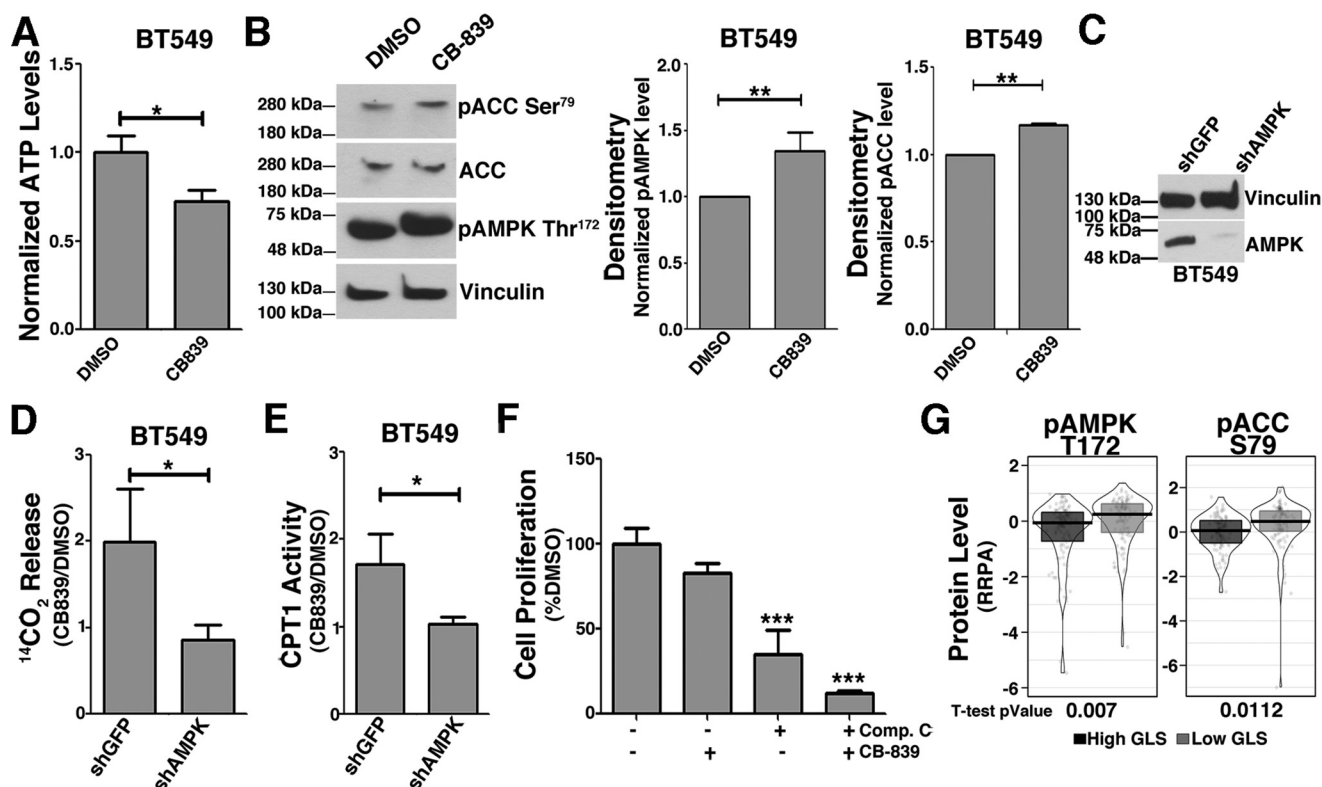 A
BT549
Normalized ATP Levels
1.5
1.0
0.5
0.0
*
DMSO
CB839
B
DMSO
CB-839
280 kDa
180 kDa
pACC Ser79
280 kDa
180 kDa
ACC
75 kDa
48 kDa
pAMPK Thr172
130 kDa
100 kDa
Vinculin
BT549
Densitometry
Normalized pAMPK level
2.0
1.5
1.0
0.5
0.0
**
DMSO
CB839
BT549
Densitometry
Normalized pACC level
1.5
1.0
0.5
0.0
**
DMSO
CB839
C
shGFP
shAMPK
130 kDa
100 kDa
75 kDa
48 kDa
Vinculin
AMPK
BT549
D
BT549
14CO2 Release
(CB839/DMSO)
3
2
1
0
*
shGFP
shAMPK
E
BT549
CPT1 Activity
(CB839/DMSO)
3
2
1
0
*
shGFP
shAMPK
F
Cell Proliferation
(%DMSO)
150
100
50
0
***
***
- - + + Comp. C
- + - + CB-839
G
pAMPK
T172
pACC
S79
Protein Level
(RRPA)
2
0
-2
-4
-6
2
0
-2
-4
-6
T-test pValue 0.007 0.0112
High GLS Low GLS